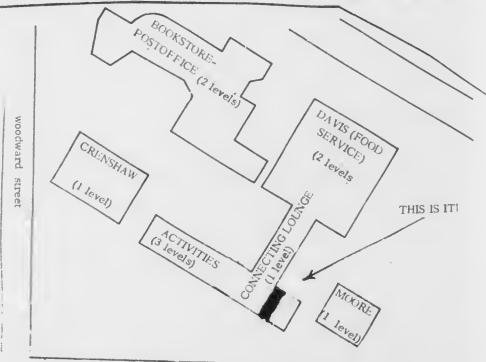 BOOKSTORE-
POSTOFFICE (2 levels)
DAVIS (FOOD
SERVICE)
(2 levels
woodward street
CRENSHAW
(1 level)
THIS IS IT!
CONNECTING LOUNGE
(1 level)
ACTIVITIES
(3 levels)
MOORE
(1 level)